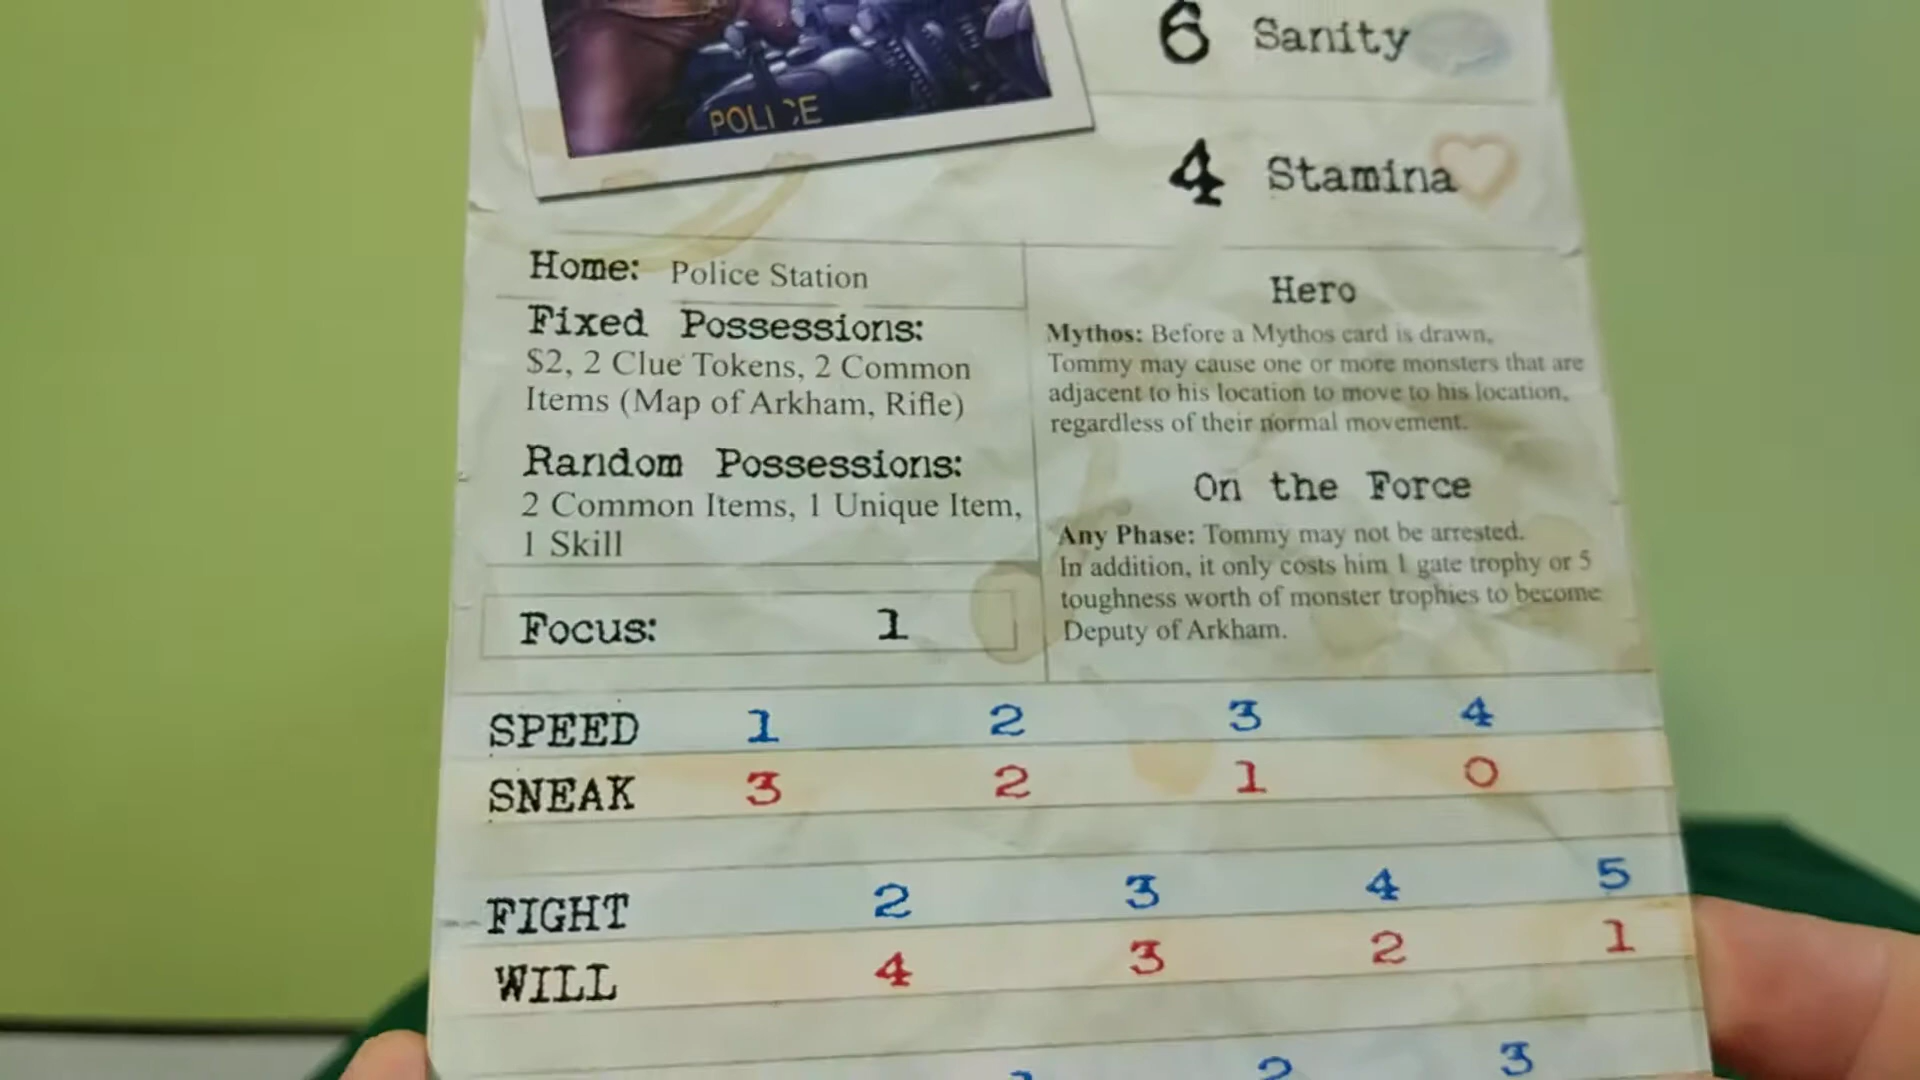 POLICE
6 Sanity
4 Stamina
Home: Police Station
Fixed Possessions:
$2, 2 Clue Tokens, 2 Common
Items (Map of Arkham, Rifle)
Random Possessions:
2 Common Items, 1 Unique Item,
1 Skill
Focus: 1
Hero
Mythos: Before a Mythos card is drawn,
Tommy may cause one or more monsters that are
adjacent to his location to move to his location,
regardless of their normal movement.
On the Force
Any Phase: Tommy may not be arrested.
In addition, it only costs him 1 gate trophy or 5
toughness worth of monster trophies to become
Deputy of Arkham.
SPEED 1 2 3 4
SNEAK 3 2 1 0
FIGHT 2 3 4 5
WILL 4 3 2 1
1 2 3